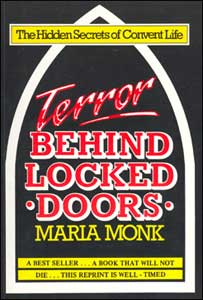 The Hidden Secrets of Convent Life
Terror
BEHIND
LOCKED
·DOORS·
MARIA MONK
A BEST SELLER . . . A BOOK THAT WILL NOT
DIE . . . THIS REPRINT IS WELL - TIMED